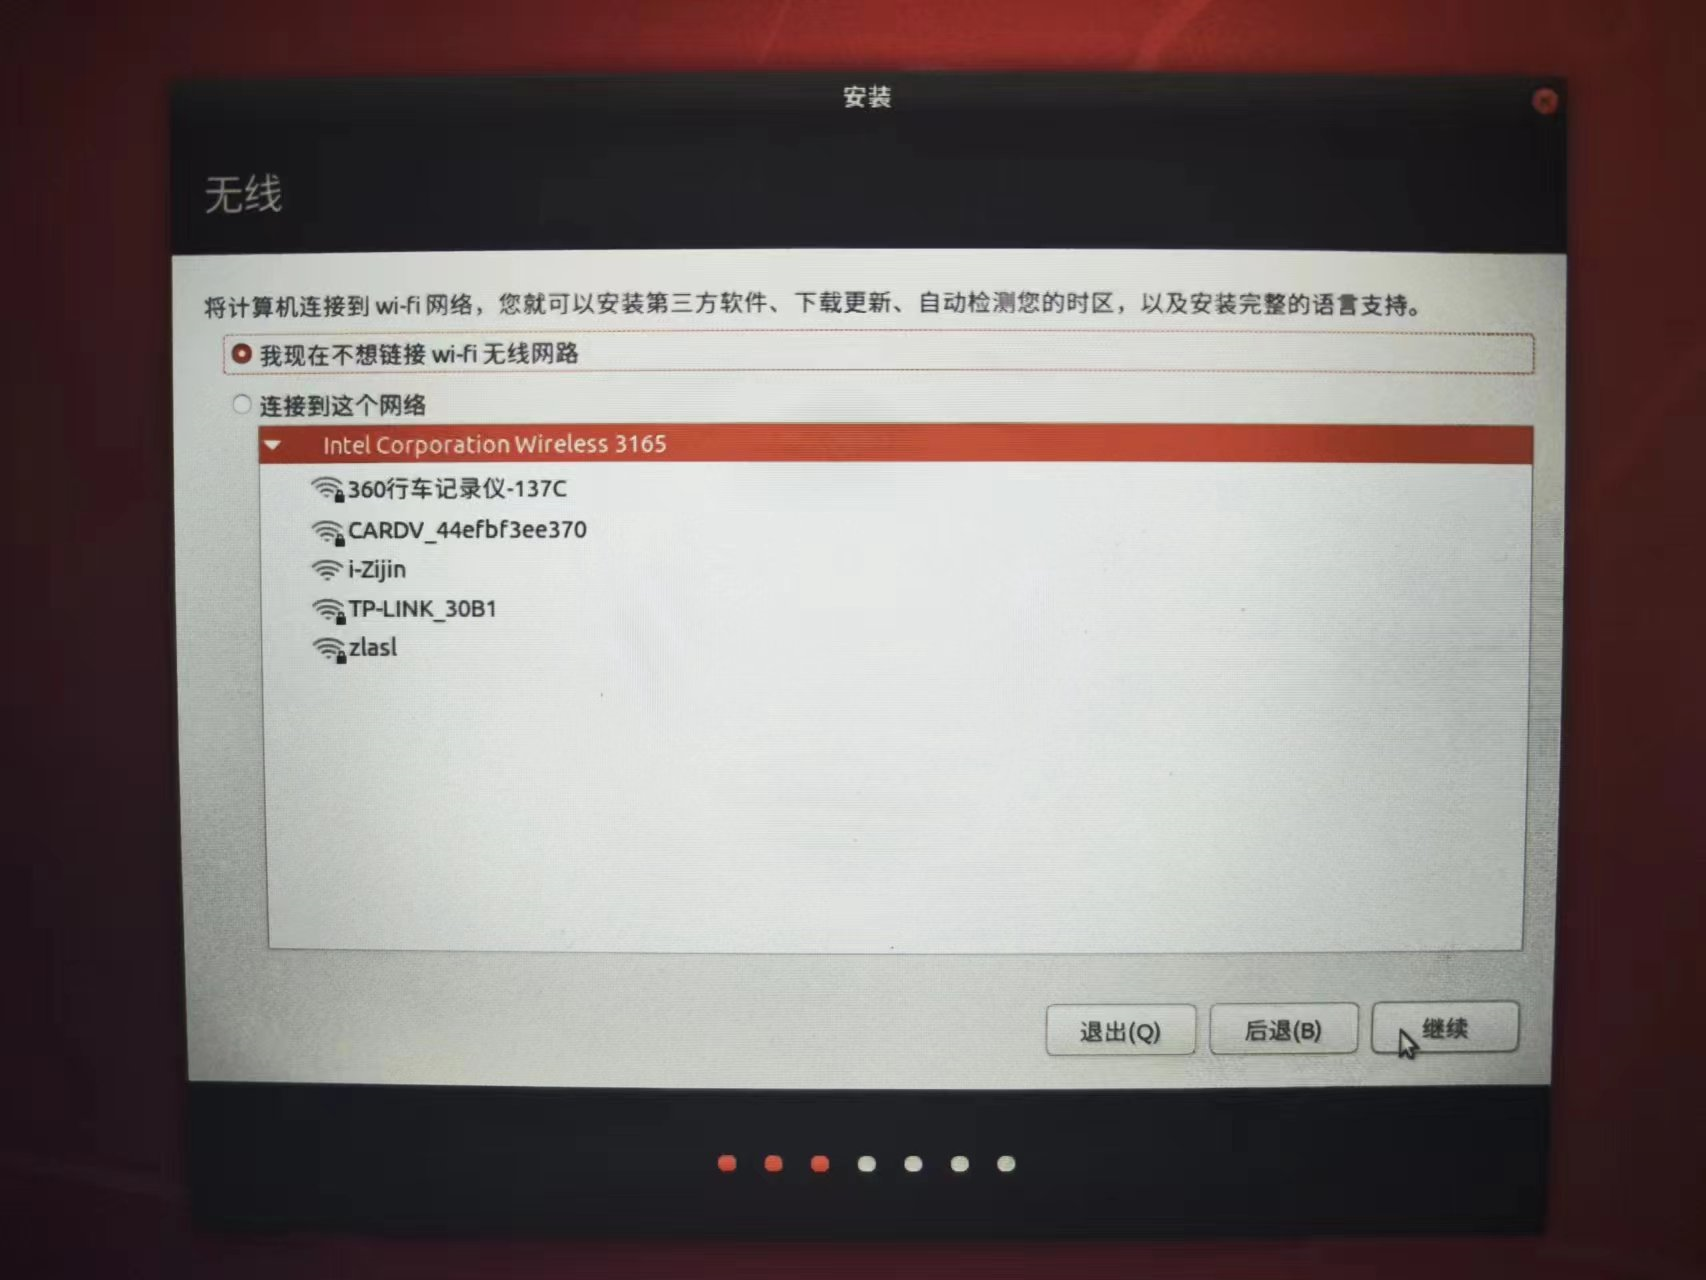 安装
无线
将计算机连接到 wi-fi 网络，您就可以安装第三方软件、下载更新、自动检测您的时区，以及安装完整的语言支持。
我现在不想链接 wi-fi 无线网路
连接到这个网络
Intel Corporation Wireless 3165
360行车记录仪-137C
CARDV_44efbf3ee370
i-Zijin
TP-LINK_30B1
zlasl
退出(Q) 后退(B) 继续